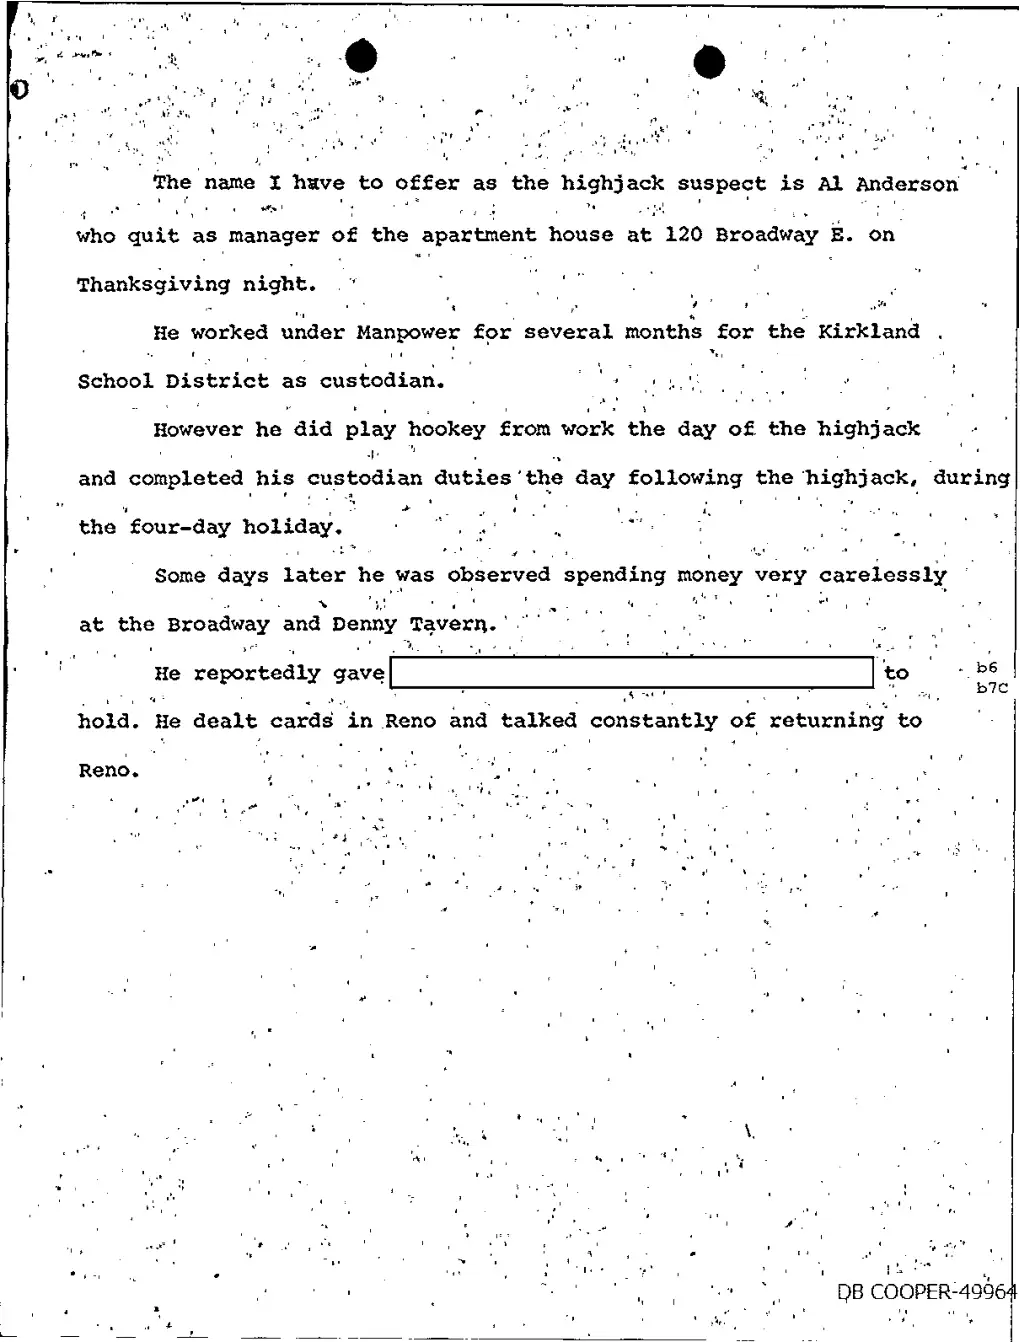 The name I have to offer as the highjack suspect is Al Anderson
who quit as manager of the apartment house at 120 Broadway E. on
Thanksgiving night.
He worked under Manpower for several months for the Kirkland
School District as custodian.
However he did play hookey from work the day of the highjack
and completed his custodian duties the day following the highjack, during
the four-day holiday.
Some days later he was observed spending money very carelessly
at the Broadway and Denny Tavern.
He reportedly gave to
b6
b7C
hold. He dealt cards in Reno and talked constantly of returning to
Reno.
DB COOPER-49964